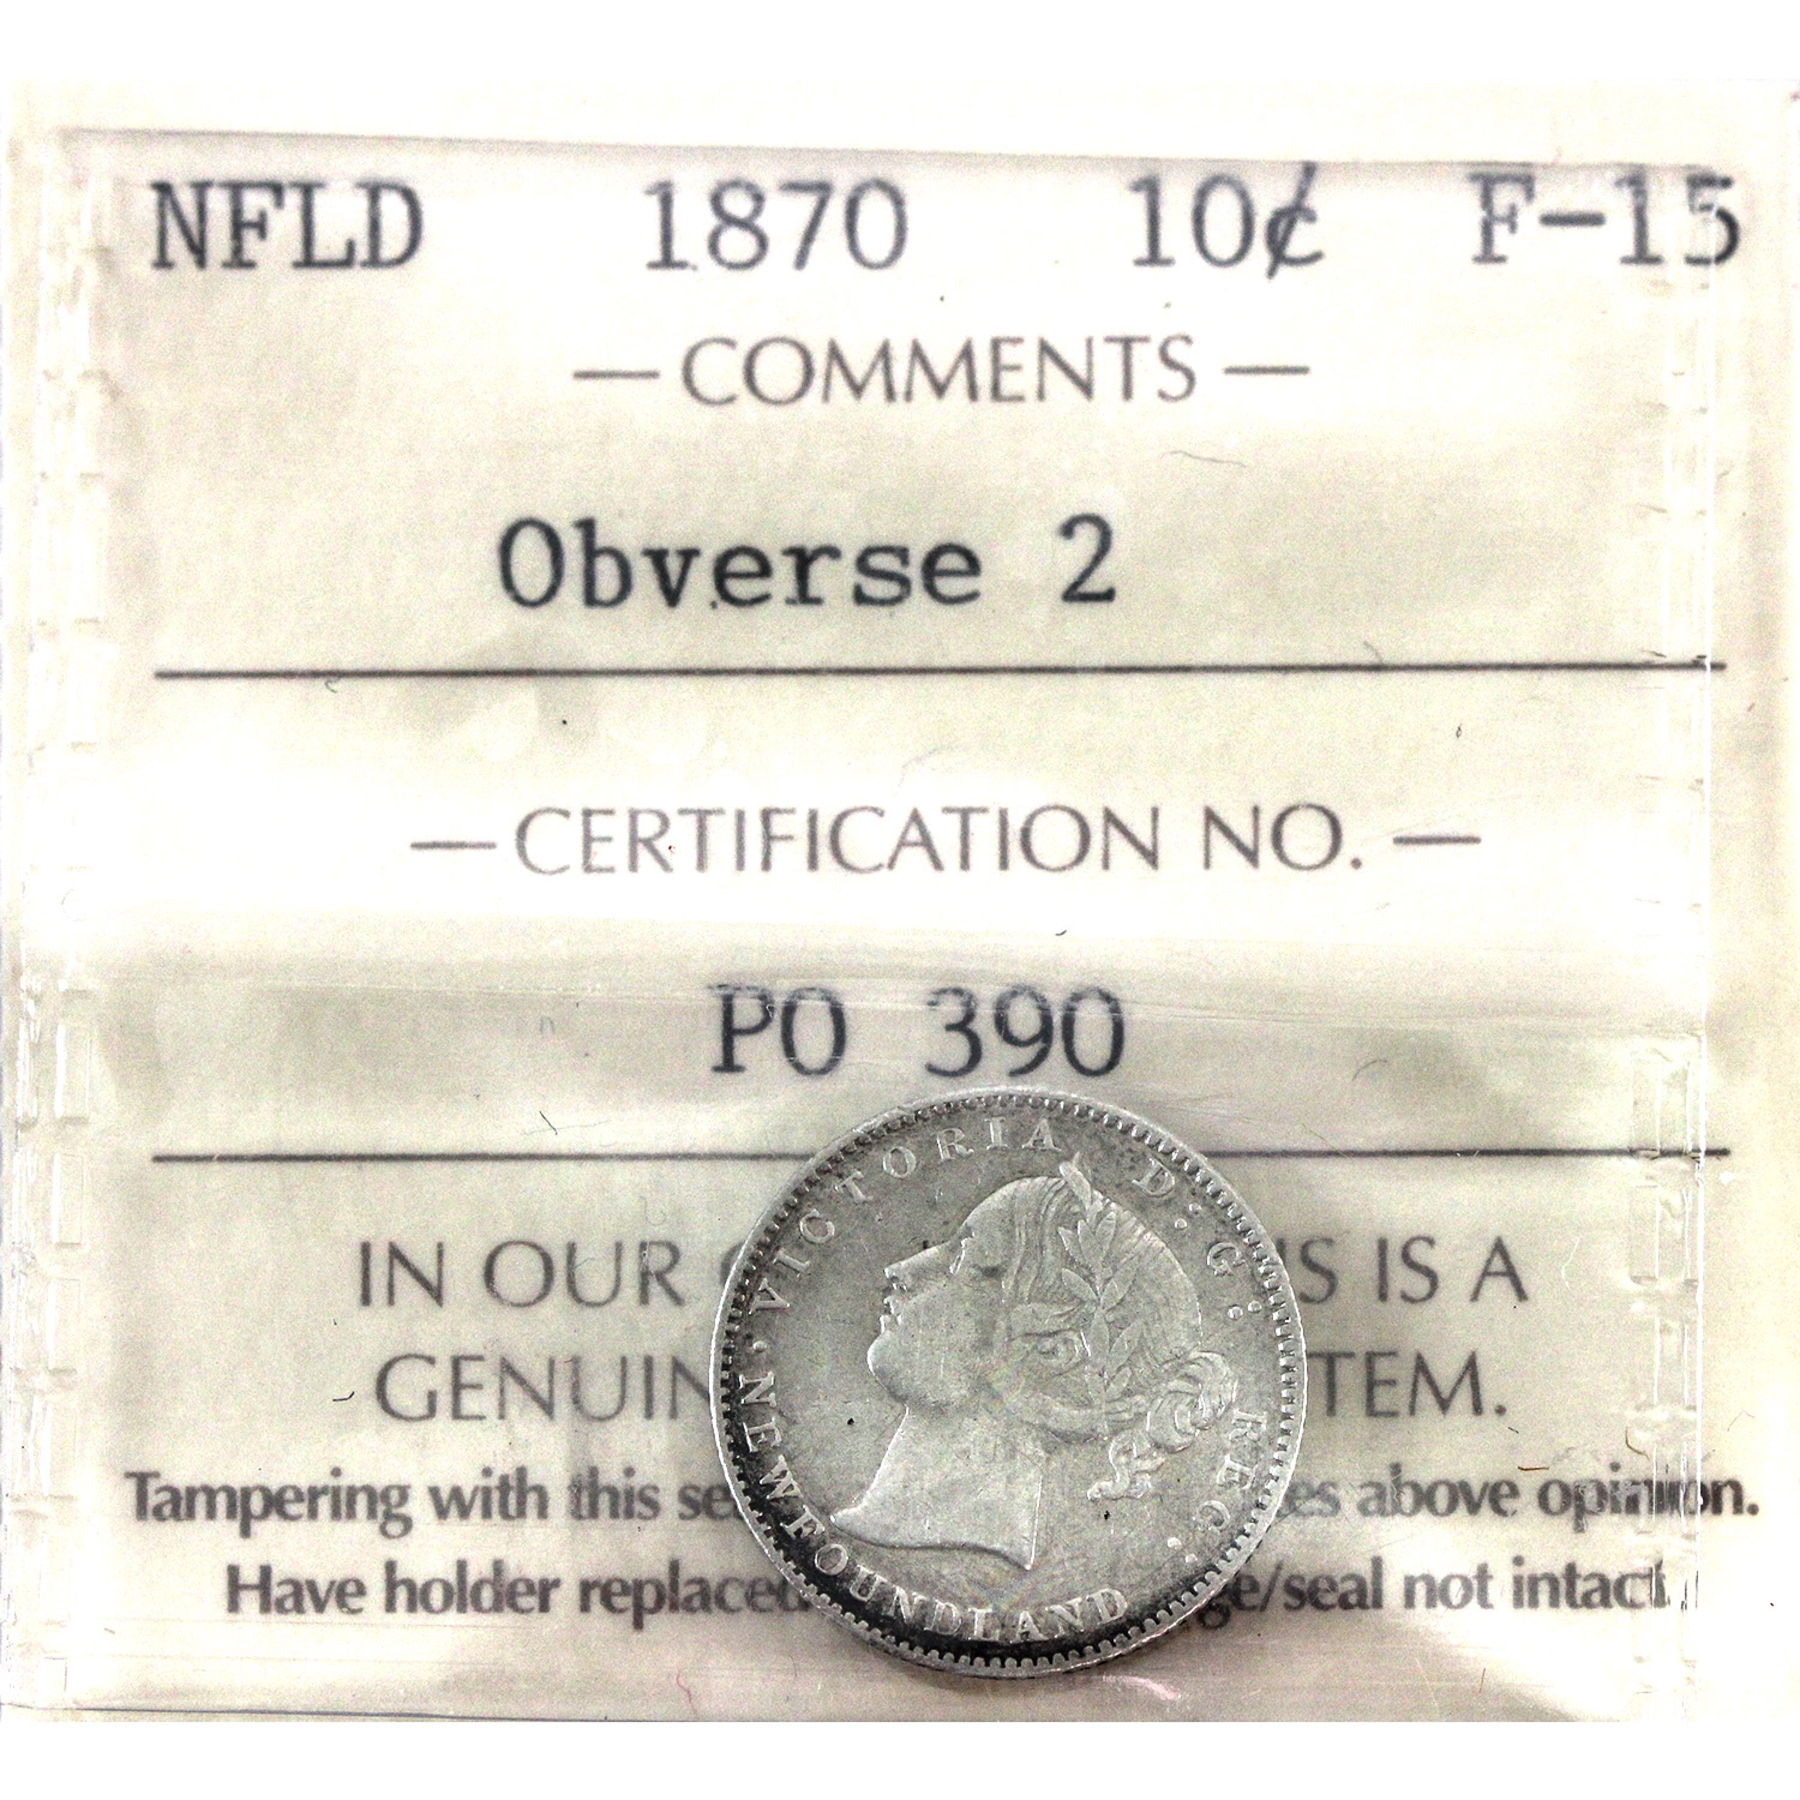 NFLD 1870 10¢ F-15
— COMMENTS —
Obverse 2
— CERTIFICATION NO. —
PO 390
IN OUR IS A
GENUIN TEM.
Tampering with this se es above opinion.
Have holder replaced ge/seal not intact.
VICTORIA D: G: REG:
NEWFOUNDLAND